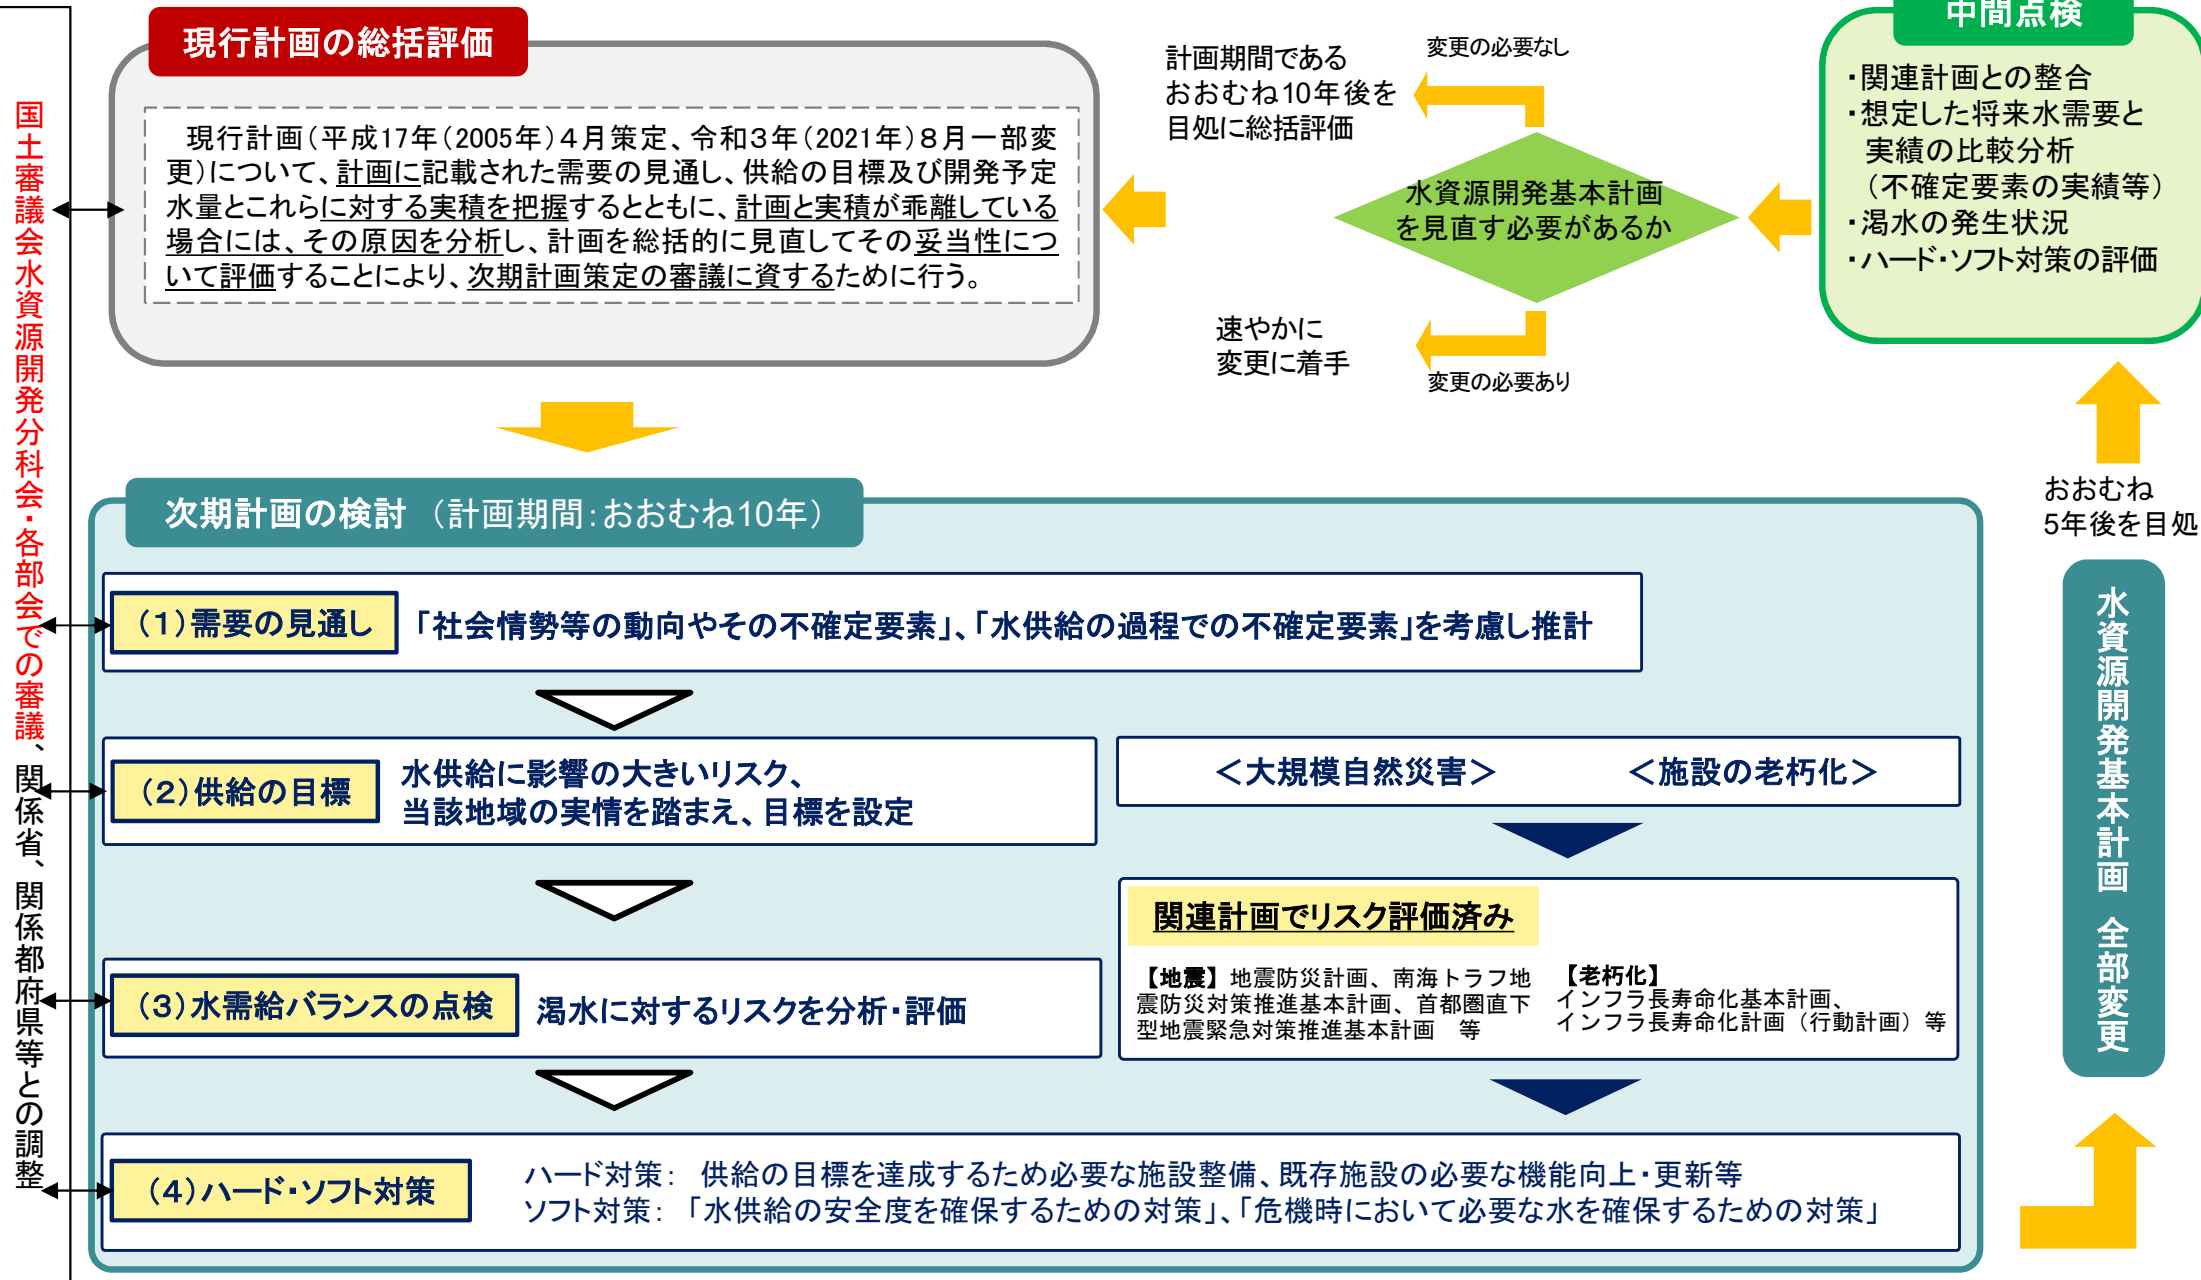 現行計画の総括評価
現行計画（平成17年（2005年）４月策定、令和３年（2021年）８月一部変
更）について、計画に記載された需要の見通し、供給の目標及び開発予定
水量とこれらに対する実積を把握するとともに、計画と実積が乖離している
場合には、その原因を分析し、計画を総括的に見直してその妥当性につ
いて評価することにより、次期計画策定の審議に資するために行う。
計画期間である
おおむね10年後を
目処に総括評価
変更の必要なし
水資源開発基本計画
を見直す必要があるか
速やかに
変更に着手
変更の必要あり
中間点検
・関連計画との整合
・想定した将来水需要と
実績の比較分析
（不確定要素の実績等）
・渇水の発生状況
・ハード・ソフト対策の評価
おおむね
5年後を目処
水資源開発基本計画 全部変更
国土審議会水資源開発分科会・各部会での審議、関係省、関係都府県等との調整
次期計画の検討（計画期間：おおむね10年）
（１）需要の見通し
「社会情勢等の動向やその不確定要素」、「水供給の過程での不確定要素」を考慮し推計
（２）供給の目標
水供給に影響の大きいリスク、
当該地域の実情を踏まえ、目標を設定
＜大規模自然災害＞ ＜施設の老朽化＞
関連計画でリスク評価済み
【地震】地震防災計画、南海トラフ地
震防災対策推進基本計画、首都圏直下
型地震緊急対策推進基本計画　等
【老朽化】
インフラ長寿命化基本計画、
インフラ長寿命化計画（行動計画）等
（３）水需給バランスの点検
渇水に対するリスクを分析・評価
（４）ハード・ソフト対策
ハード対策： 供給の目標を達成するため必要な施設整備、既存施設の必要な機能向上・更新等
ソフト対策： 「水供給の安全度を確保するための対策」、「危機時において必要な水を確保するための対策」